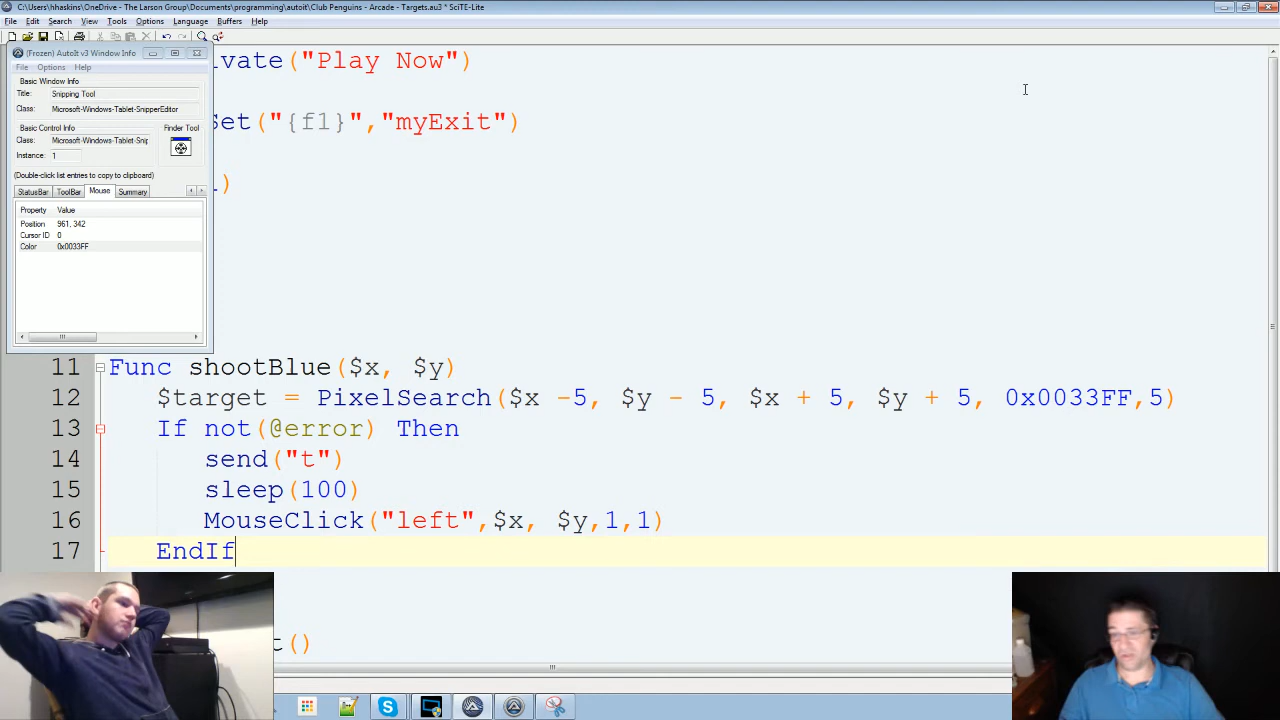 C:\Users\hhaskins\OneDrive - The Larson Group\Documents\programming\autoit\Club Penguins - Arcade - Targets.au3 * SciTE-Lite
File Edit Search View Tools Options Language Buffers Help
(Frozen) AutoIt v3 Window Info
File Options Help
Basic Window Info
Title: Snipping Tool
Class: Microsoft-Windows-Tablet-SnipperEditor
Basic Control Info
Finder Tool
Class: Microsoft-Windows-Tablet-Snip
Instance: 1
(Double-click list entries to copy to clipboard)
StatusBar ToolBar Mouse Summary
Property Value
Position 961, 342
Cursor ID 0
Color 0x0033FF
ivate("Play Now")
Set("{f1}","myExit")
)
11 Func shootBlue($x, $y)
12 $target = PixelSearch($x -5, $y - 5, $x + 5, $y + 5, 0x0033FF,5)
13 If not(@error) Then
14 send("t")
15 sleep(100)
16 MouseClick("left",$x, $y,1,1)
17 EndIf
t()